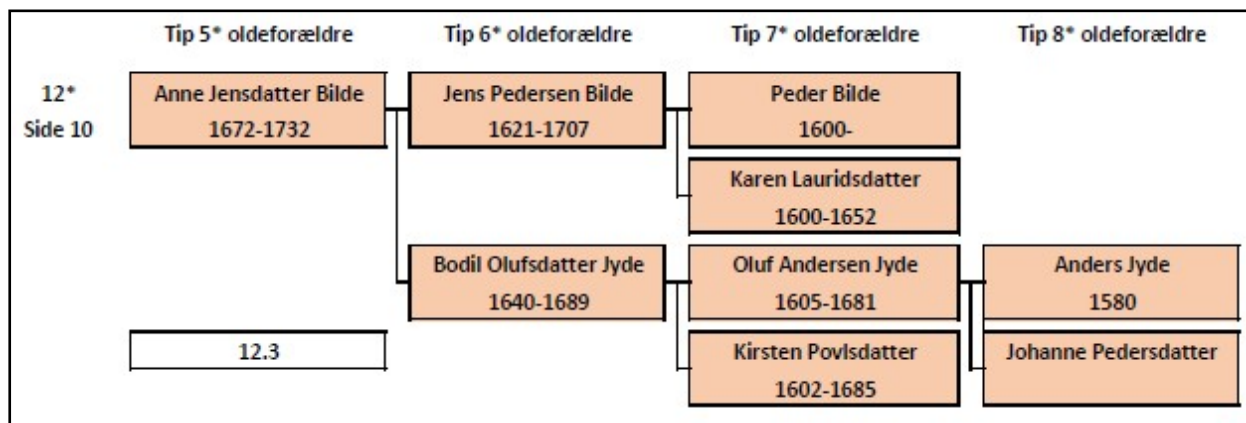 Tip 5* oldeforældre Tip 6* oldeforældre Tip 7* oldeforældre Tip 8* oldeforældre
12*
Side 10
Anne Jensdatter Bilde
1672-1732
Jens Pedersen Bilde
1621-1707
Peder Bilde
1600-
Karen Lauridsdatter
1600-1652
Bodil Olufsdatter Jyde
1640-1689
Oluf Andersen Jyde
1605-1681
Anders Jyde
1580
12.3
Kirsten Povlsdatter
1602-1685
Johanne Pedersdatter